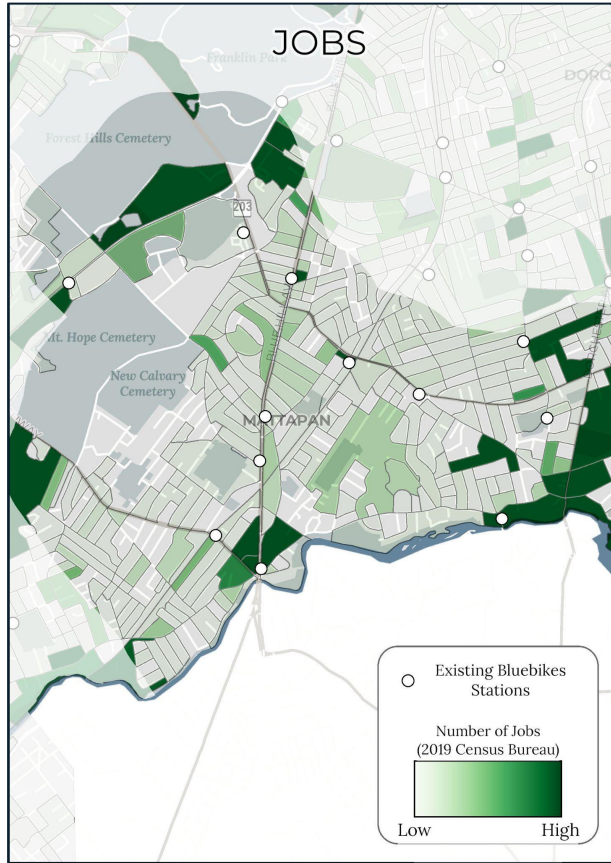 JOBS
Franklin Park
Forest Hills Cemetery
203
Mt. Hope Cemetery
New Calvary
Cemetery
MATTAPAN
Existing Bluebikes
Stations
Number of Jobs
(2019 Census Bureau)
Low
High